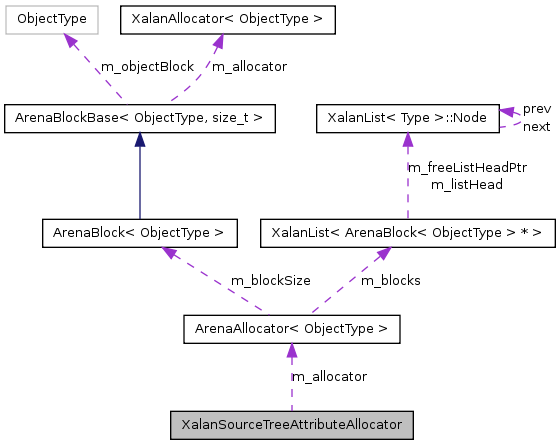 ObjectType
XalanAllocator< ObjectType >
m_objectBlock
m_allocator
ArenaBlockBase< ObjectType, size_t >
XalanList< Type >::Node
prev
next
m_freeListHeadPtr
m_listHead
ArenaBlock< ObjectType >
XalanList< ArenaBlock< ObjectType > * >
m_blockSize
m_blocks
ArenaAllocator< ObjectType >
m_allocator
XalanSourceTreeAttributeAllocator